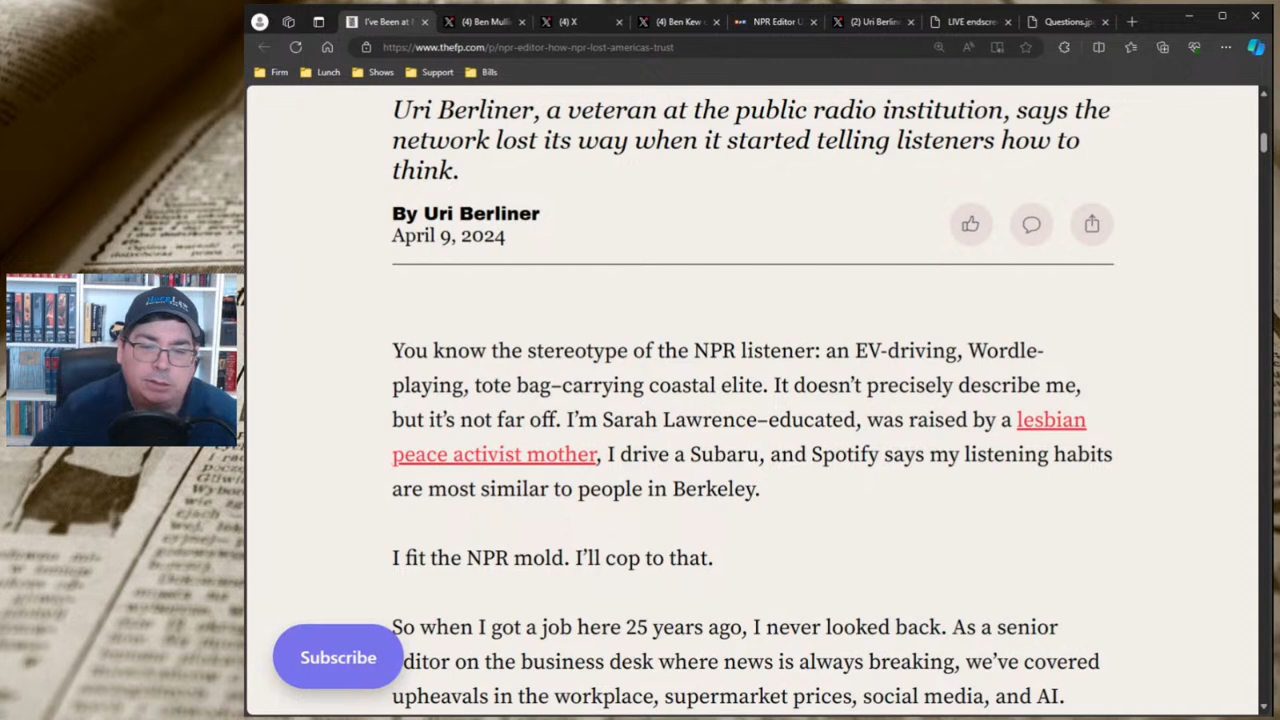 I've Been at
(4) Ben Mulli
(4) X
(4) Ben Kew
NPR Editor U
(2) Uri Berlin
LIVE endscre
Questions.jp
https://www.thefp.com/p/npr-editor-how-npr-lost-americas-trust
Firm
Lunch
Shows
Support
Bills
Uri Berliner, a veteran at the public radio institution, says the
network lost its way when it started telling listeners how to
think.
By Uri Berliner
April 9, 2024
You know the stereotype of the NPR listener: an EV-driving, Wordle-
playing, tote bag–carrying coastal elite. It doesn’t precisely describe me,
but it’s not far off. I’m Sarah Lawrence–educated, was raised by a lesbian
peace activist mother, I drive a Subaru, and Spotify says my listening habits
are most similar to people in Berkeley.
I fit the NPR mold. I’ll cop to that.
So when I got a job here 25 years ago, I never looked back. As a senior
editor on the business desk where news is always breaking, we’ve covered
upheavals in the workplace, supermarket prices, social media, and AI.
Subscribe